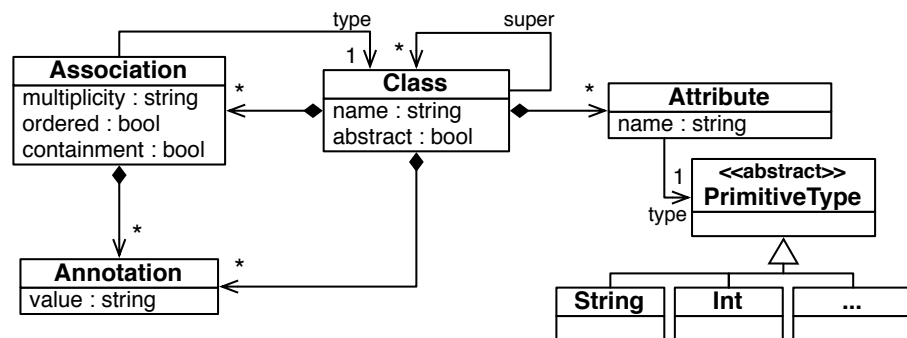 type
super
1
*
Association
multiplicity : string
ordered : bool
containment : bool
*
Class
name : string
abstract : bool
*
Attribute
name : string
1
type
<<abstract>>
PrimitiveType
*
*
Annotation
value : string
String
Int
...